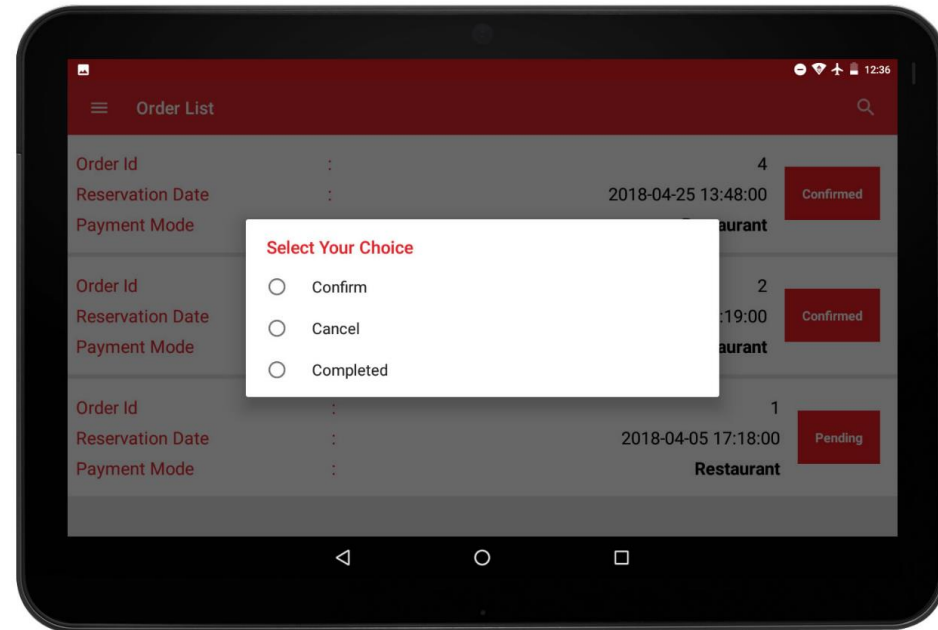 12:36
Order List
Order Id : 4
Reservation Date : 2018-04-25 13:48:00
Confirmed
Payment Mode aurant
Select Your Choice
Confirm
Cancel
Completed
Order Id 2
Reservation Date :19:00
Confirmed
Payment Mode aurant
Order Id : 1
Reservation Date : 2018-04-05 17:18:00
Pending
Payment Mode : Restaurant